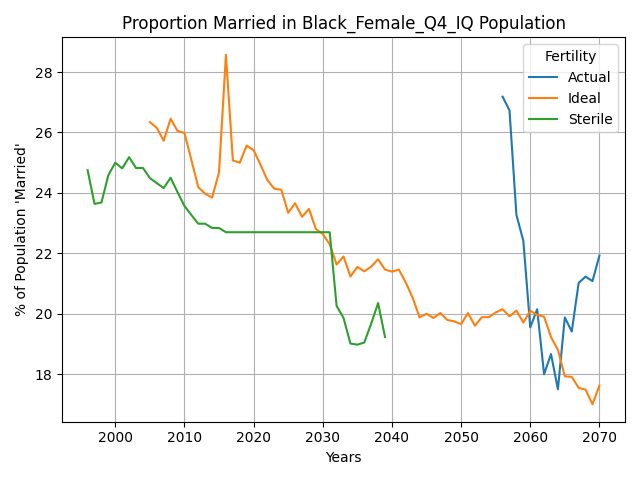 Proportion Married in Black_Female_Q4_IQ Population
% of Population 'Married'
28
26
24
22
20
18
2000 2010 2020 2030 2040 2050 2060 2070
Years
Fertility
Actual
Ideal
Sterile